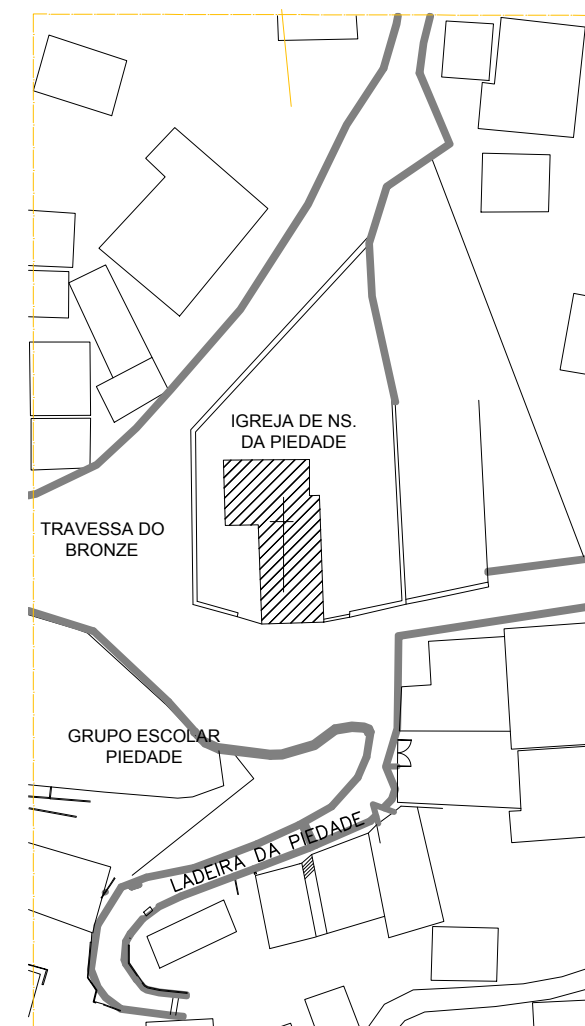 IGREJA DE NS.
DA PIEDADE
TRAVESSA DO
BRONZE
GRUPO ESCOLAR
PIEDADE
LADEIRA DA PIEDADE